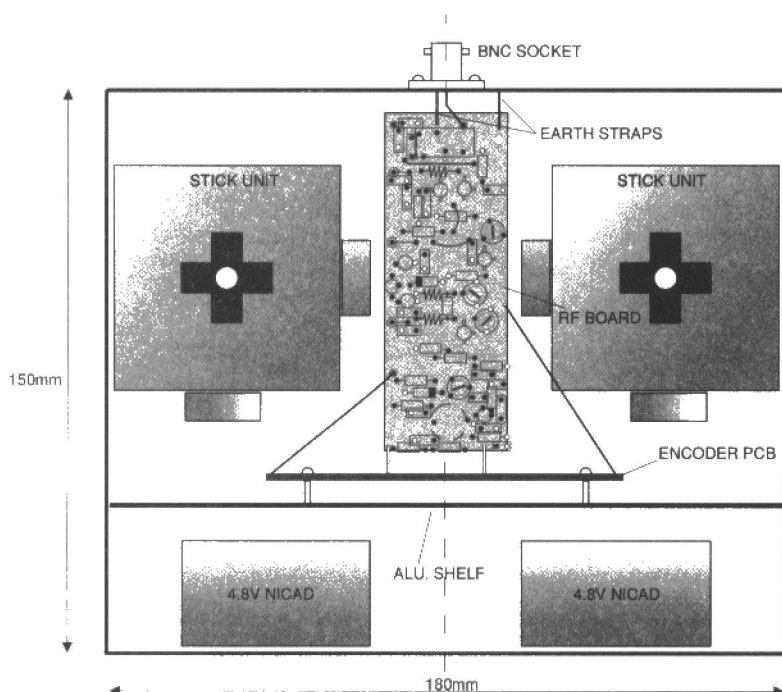 BNC SOCKET
EARTH STRAPS
STICK UNIT
STICK UNIT
RF BOARD
150mm
ENCODER PCB
ALU. SHELF
4.8V NICAD
4.8V NICAD
180mm